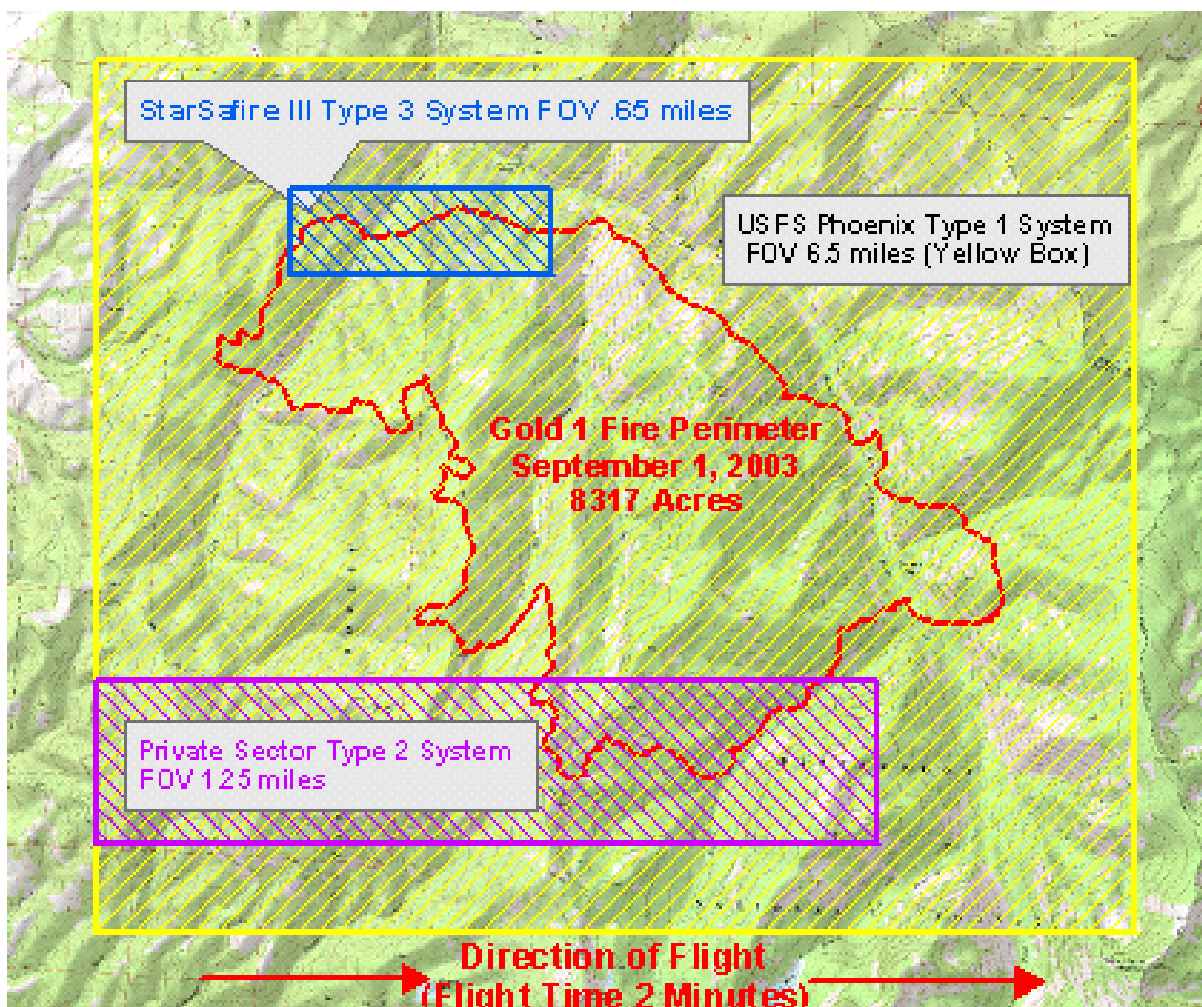 StarSafire III Type 3 System FOV .65 miles
USFS Phoenix Type 1 System
FOV 6.5 miles (Yellow Box)
Gold 1 Fire Perimeter
September 1, 2003
8317 Acres
Private Sector Type 2 System
FOV 1.25 miles
Direction of Flight
(Flight Time 2 Minutes)